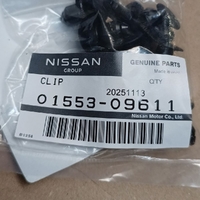 NISSAN
GROUP
GENUINE PARTS
CLIP
QTY
20251113
01553-09611
Nissan Motor Co., Ltd.